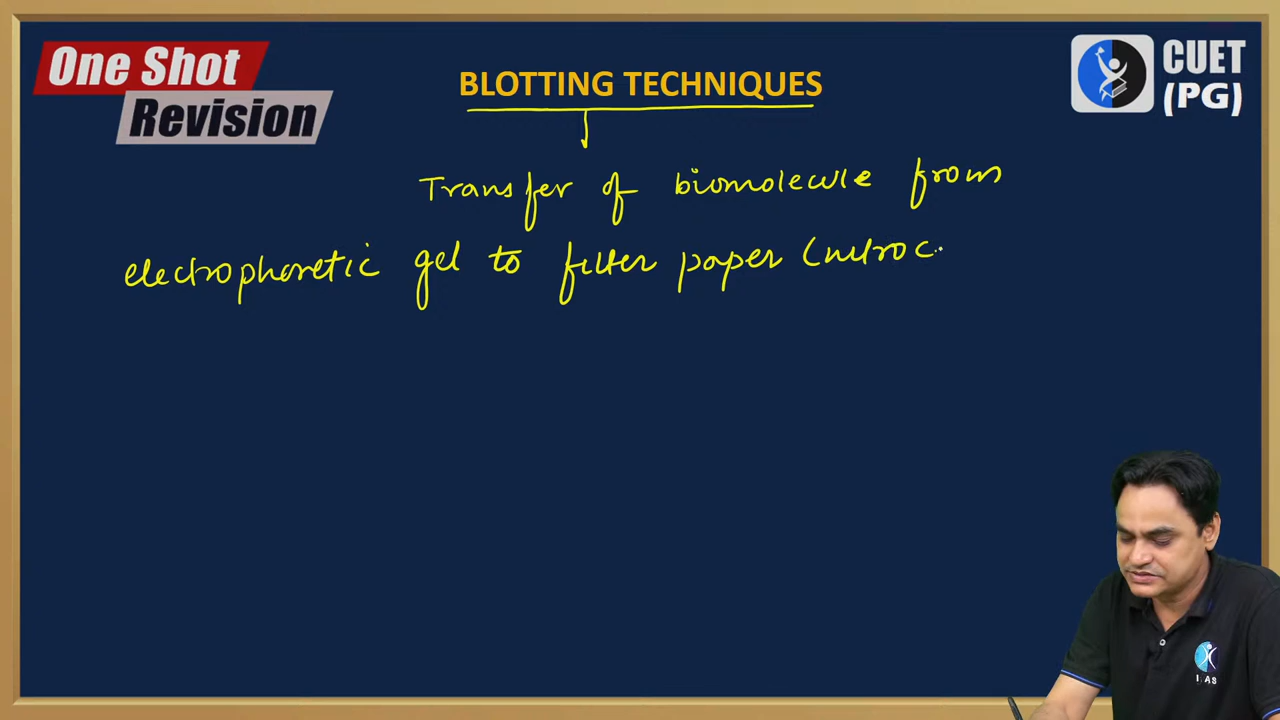 One Shot
Revision
BLOTTING TECHNIQUES
CUET
(PG)
Transfer of biomolecule from
electrophoretic gel to filter paper (nitroc